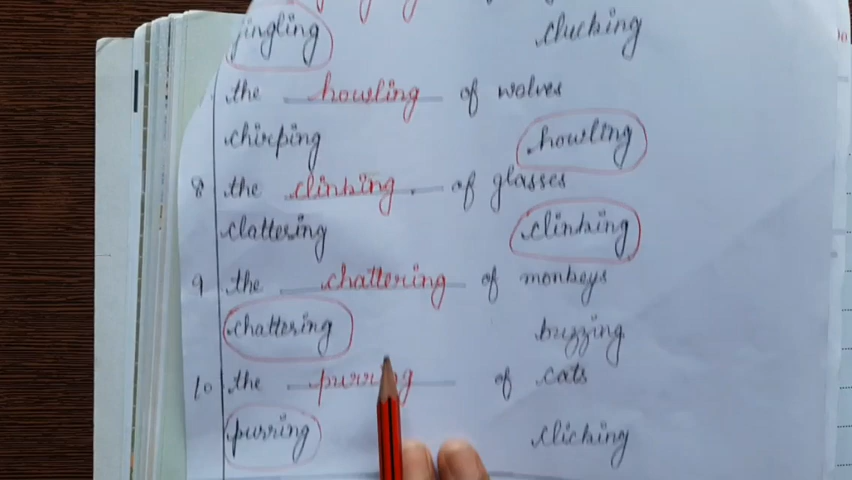 jingling clucking
the howling of wolves
chirping howling
8 the clinking of glasses
clattering clinking
9 the chattering of monkeys
chattering buzzing
10 the purring of cats
purring clicking